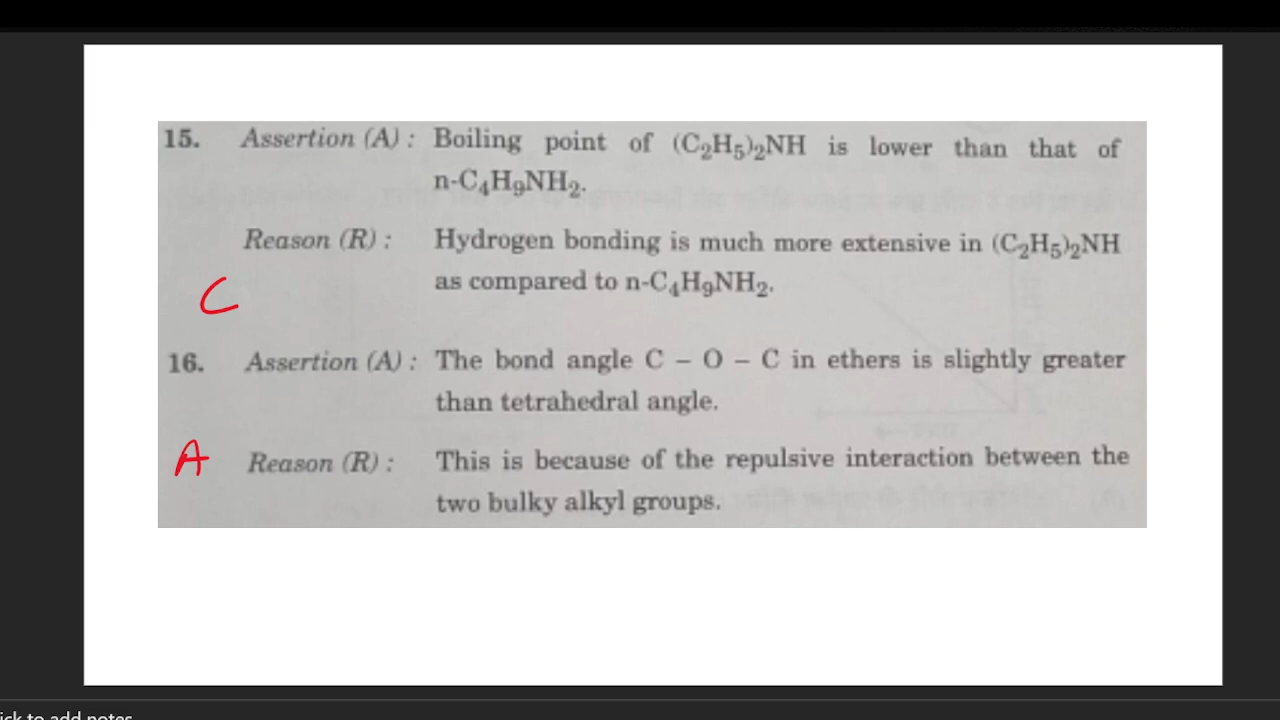 15. Assertion (A) : Boiling point of (C₂H₅)₂NH is lower than that of
n-C₄H₉NH₂.
Reason (R) : Hydrogen bonding is much more extensive in (C₂H₅)₂NH
as compared to n-C₄H₉NH₂.
C
16. Assertion (A) : The bond angle C – O – C in ethers is slightly greater
than tetrahedral angle.
A Reason (R) : This is because of the repulsive interaction between the
two bulky alkyl groups.
ick to add notes